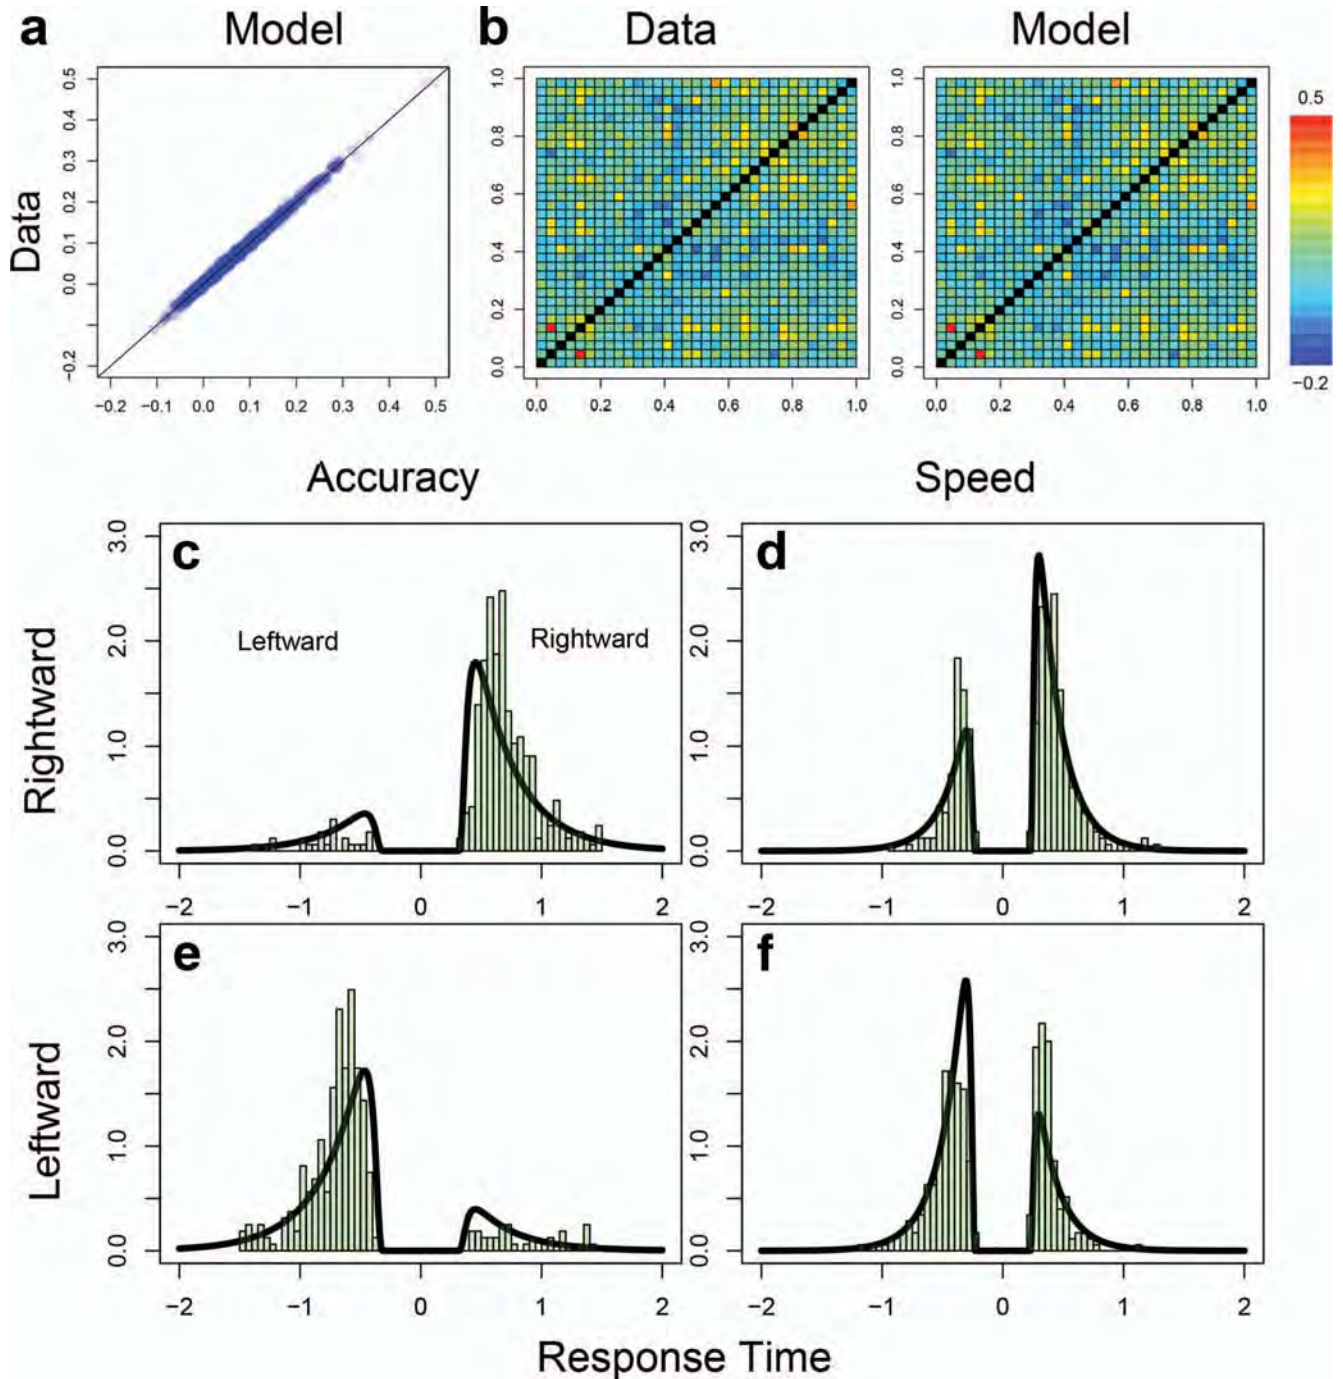 a Model b Data Model
0.5
0.4
0.3
0.2
0.1
0.0
−0.2
Data
−0.2 −0.1 0.0 0.1 0.2 0.3 0.4 0.5
1.0
0.8
0.6
0.4
0.2
0.0
0.0 0.2 0.4 0.6 0.8 1.0
1.0
0.8
0.6
0.4
0.2
0.0
0.0 0.2 0.4 0.6 0.8 1.0
0.5
−0.2
Accuracy Speed
Rightward
c
Leftward Rightward
3.0
2.0
1.0
0.0
−2 −1 0 1 2
d
3.0
2.0
1.0
0.0
−2 −1 0 1 2
Leftward
e
3.0
2.0
1.0
0.0
−2 −1 0 1 2
f
3.0
2.0
1.0
0.0
−2 −1 0 1 2
Response Time